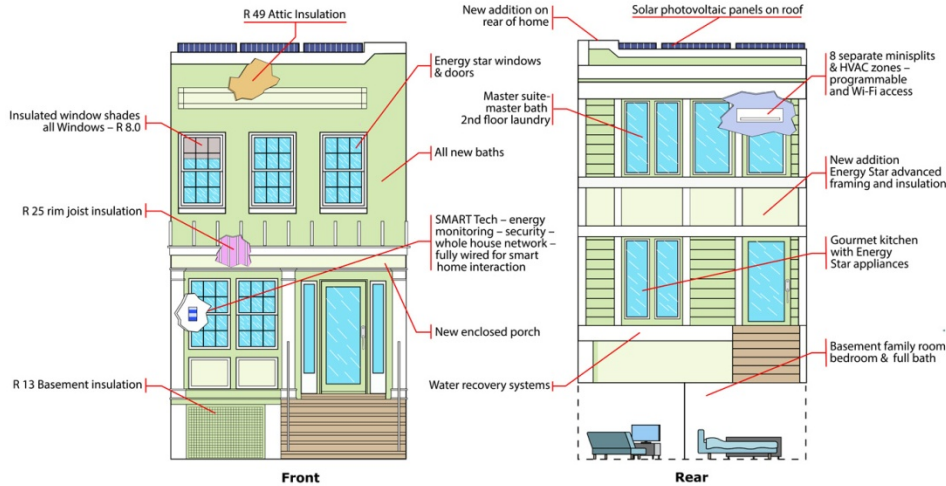 R 49 Attic Insulation
Energy star windows
& doors
Insulated window shades
all Windows – R 8.0
All new baths
R 25 rim joist insulation
SMART Tech – energy
monitoring – security –
whole house network –
fully wired for smart
home interaction
New enclosed porch
R 13 Basement insulation
Front
New addition on
rear of home
Solar photovoltaic panels on roof
8 separate minisplits
& HVAC zones –
programmable
and Wi-Fi access
Master suite-
master bath
2nd floor laundry
New addition
Energy Star advanced
framing and insulation
Gourmet kitchen
with Energy
Star appliances
Water recovery systems
Basement family room
bedroom & full bath
Rear